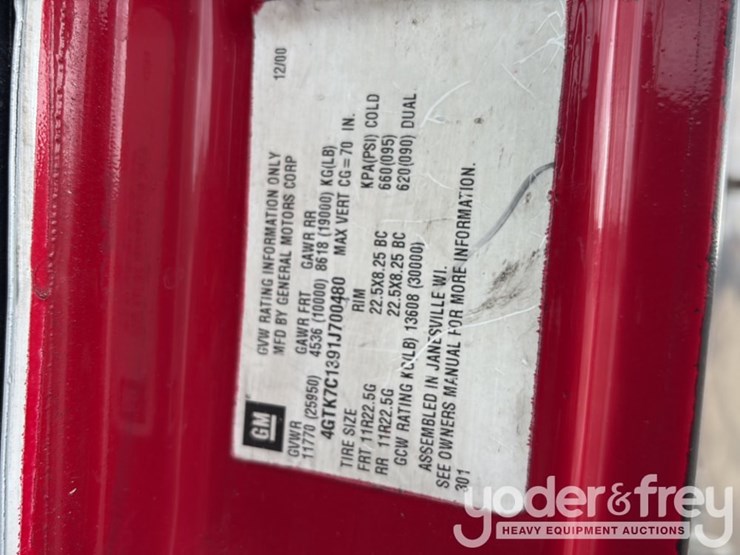 GM
GVW RATING INFORMATION ONLY 12/00
MFD BY GENERAL MOTORS CORP
GVWR GAWR FRT GAWR RR
11770 (25950) 4536 (10000) 8618 (19000) KG(LB)
4GTK7C1391J700480 MAX VERT CG=70 IN.
TIRE SIZE RIM KPA(PSI) COLD
FRT 11R22.5G 22.5X8.25 BC 660(095)
RR 11R22.5G 22.5X8.25 BC 620(090) DUAL
GCW RATING KG(LB) 13608 (30000)
ASSEMBLED IN JANESVILLE WI.
SEE OWNERS MANUAL FOR MORE INFORMATION.
301
yoder&frey
HEAVY EQUIPMENT AUCTIONS